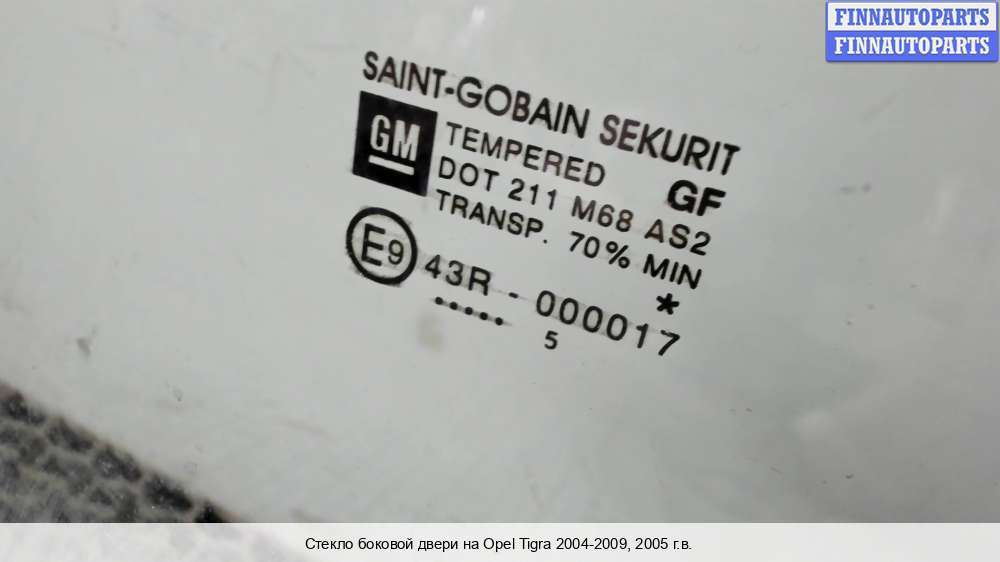 FINNAUTOPARTS
FINNAUTOPARTS
SAINT-GOBAIN SEKURIT
GM
TEMPERED GF
DOT 211 M68 AS2
TRANSP. 70% MIN
E9 43R - 000017
*
..... 5
Стекло боковой двери на Opel Tigra 2004-2009, 2005 г.в.